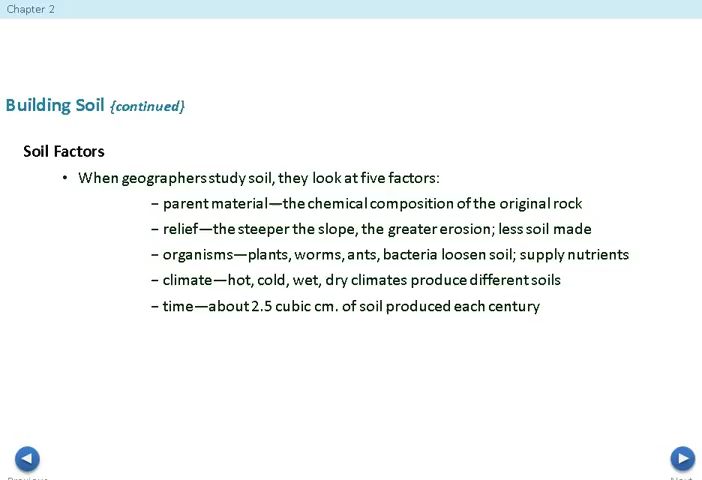 Chapter 2
Building Soil {continued}
Soil Factors
• When geographers study soil, they look at five factors:
– parent material—the chemical composition of the original rock
– relief—the steeper the slope, the greater erosion; less soil made
– organisms—plants, worms, ants, bacteria loosen soil; supply nutrients
– climate—hot, cold, wet, dry climates produce different soils
– time—about 2.5 cubic cm. of soil produced each century
Previous
Next